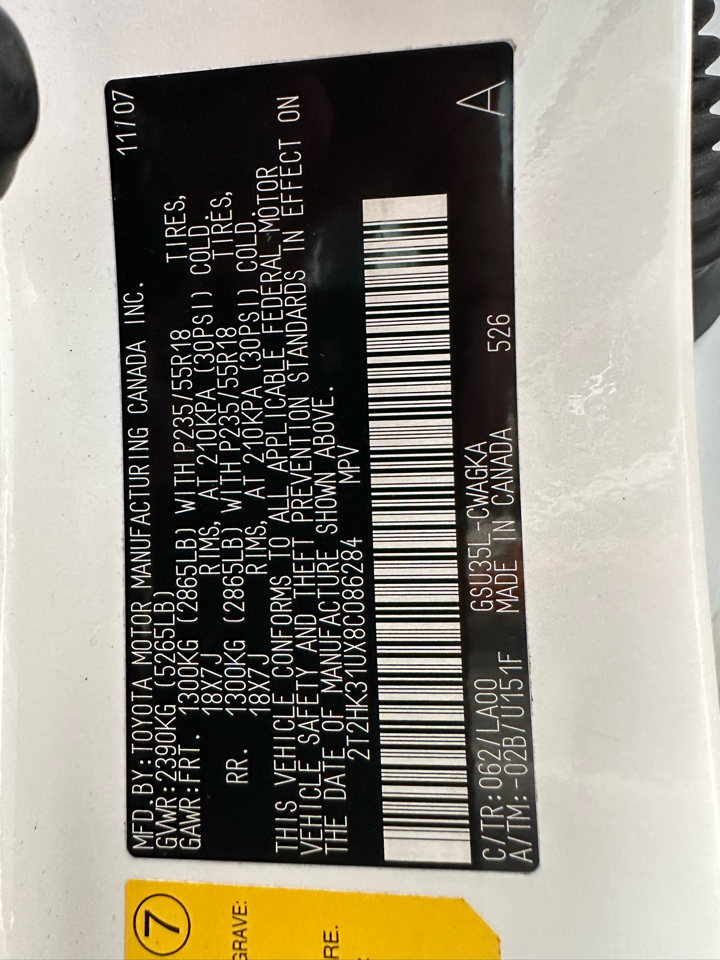 MFD.BY:TOYOTA MOTOR MANUFACTURING CANADA INC. 11/07
GVWR:2390KG (5265LB)
GAWR:FRT. 1300KG (2865LB) WITH P235/55R18 TIRES,
18X7J RIMS, AT 210KPA (30PSI) COLD.
RR. 1300KG (2865LB) WITH P235/55R18 TIRES,
18X7J RIMS, AT 210KPA (30PSI) COLD.
THIS VEHICLE CONFORMS TO ALL APPLICABLE FEDERAL MOTOR
VEHICLE SAFETY AND THEFT PREVENTION STANDARDS IN EFFECT ON
THE DATE OF MANUFACTURE SHOWN ABOVE.
2T2HK31UX8C086284 MPV
C/TR:062/LA00 GSU35L-CWAGKA
A/TM:-02B/U151F MADE IN CANADA 526 A
7
GRAVE:
RE.